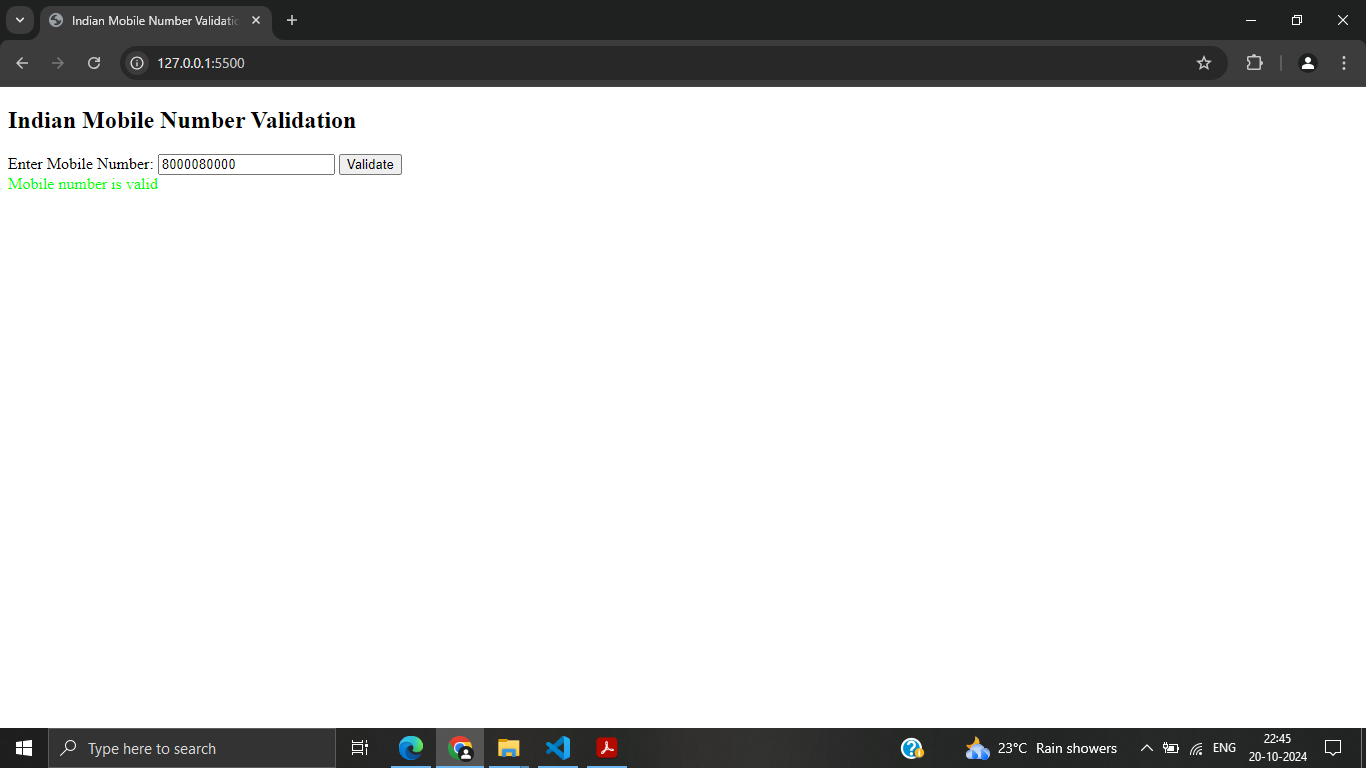 Indian Mobile Number Validatio
127.0.0.1:5500
Indian Mobile Number Validation
Enter Mobile Number: 8000080000 Validate
Mobile number is valid
Type here to search
23°C Rain showers
ENG
22:45
20-10-2024